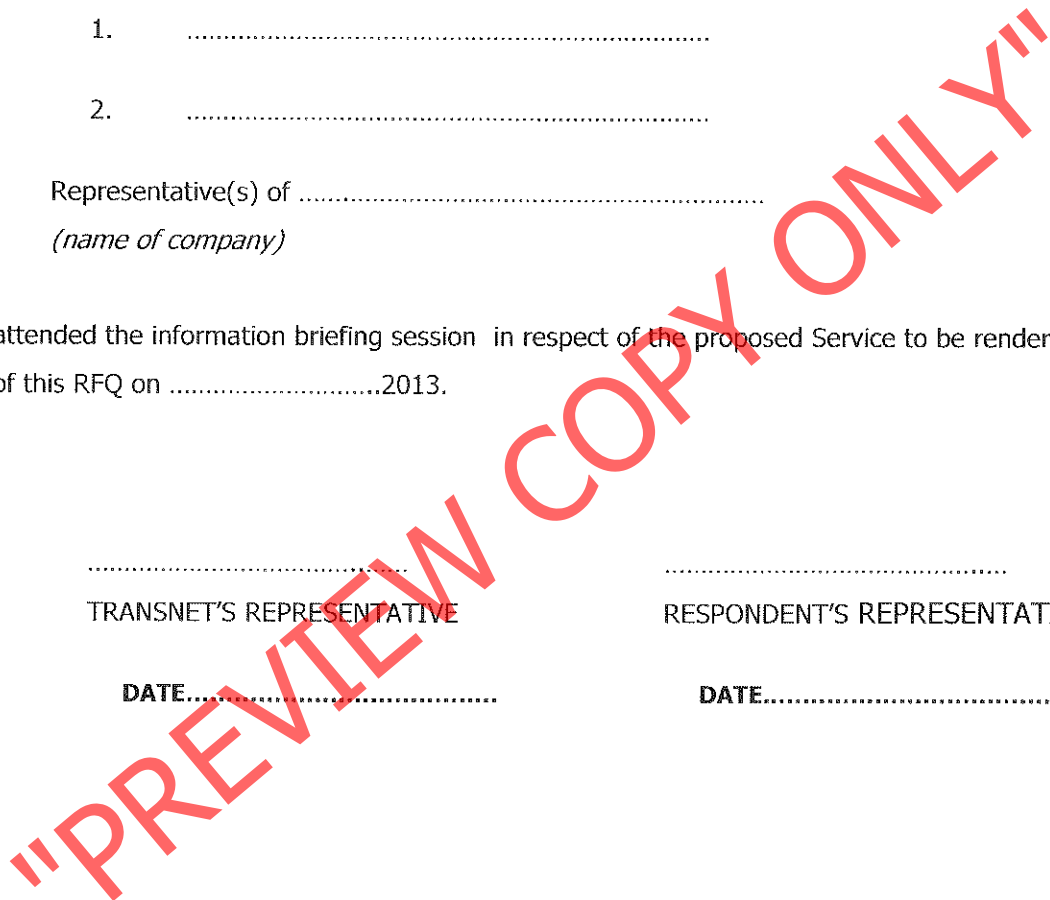 1. ........................................................................
2. ........................................................................
Representative(s) of ................................................................
(name of company)
attended the information briefing session in respect of the proposed Service to be render
of this RFQ on .............................2013.
............................................
TRANSNET'S REPRESENTATIVE
...............................................
RESPONDENT'S REPRESENTAT
DATE...........................................
DATE........................................
"PREVIEW COPY ONLY"